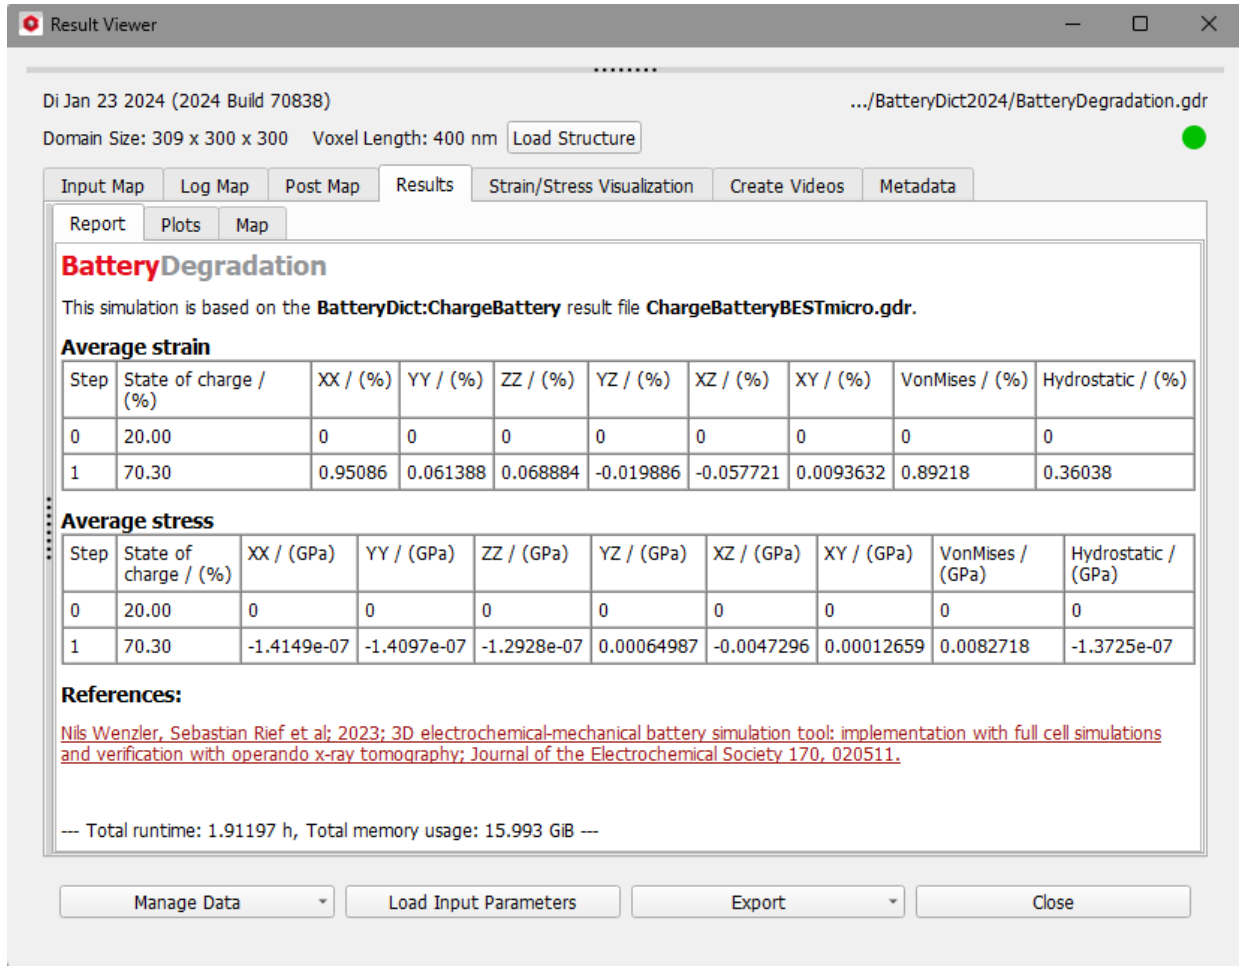 Result Viewer
Di Jan 23 2024 (2024 Build 70838) .../BatteryDict2024/BatteryDegradation.gdr
Domain Size: 309 x 300 x 300 Voxel Length: 400 nm Load Structure
Input Map Log Map Post Map Results Strain/Stress Visualization Create Videos Metadata
Report Plots Map
BatteryDegradation
This simulation is based on the BatteryDict:ChargeBattery result file ChargeBatteryBESTmicro.gdr.
Average strain
Step State of charge / (%) XX / (%) YY / (%) ZZ / (%) YZ / (%) XZ / (%) XY / (%) VonMises / (%) Hydrostatic / (%)
0 20.00 0 0 0 0 0 0 0 0
1 70.30 0.95086 0.061388 0.068884 -0.019886 -0.057721 0.0093632 0.89218 0.36038
Average stress
Step State of charge / (%) XX / (GPa) YY / (GPa) ZZ / (GPa) YZ / (GPa) XZ / (GPa) XY / (GPa) VonMises / (GPa) Hydrostatic / (GPa)
0 20.00 0 0 0 0 0 0 0 0
1 70.30 -1.4149e-07 -1.4097e-07 -1.2928e-07 0.00064987 -0.0047296 0.00012659 0.0082718 -1.3725e-07
References:
Nils Wenzler, Sebastian Rief et al; 2023; 3D electrochemical-mechanical battery simulation tool: implementation with full cell simulations
and verification with operando x-ray tomography; Journal of the Electrochemical Society 170, 020511.
--- Total runtime: 1.91197 h, Total memory usage: 15.993 GiB ---
Manage Data Load Input Parameters Export Close